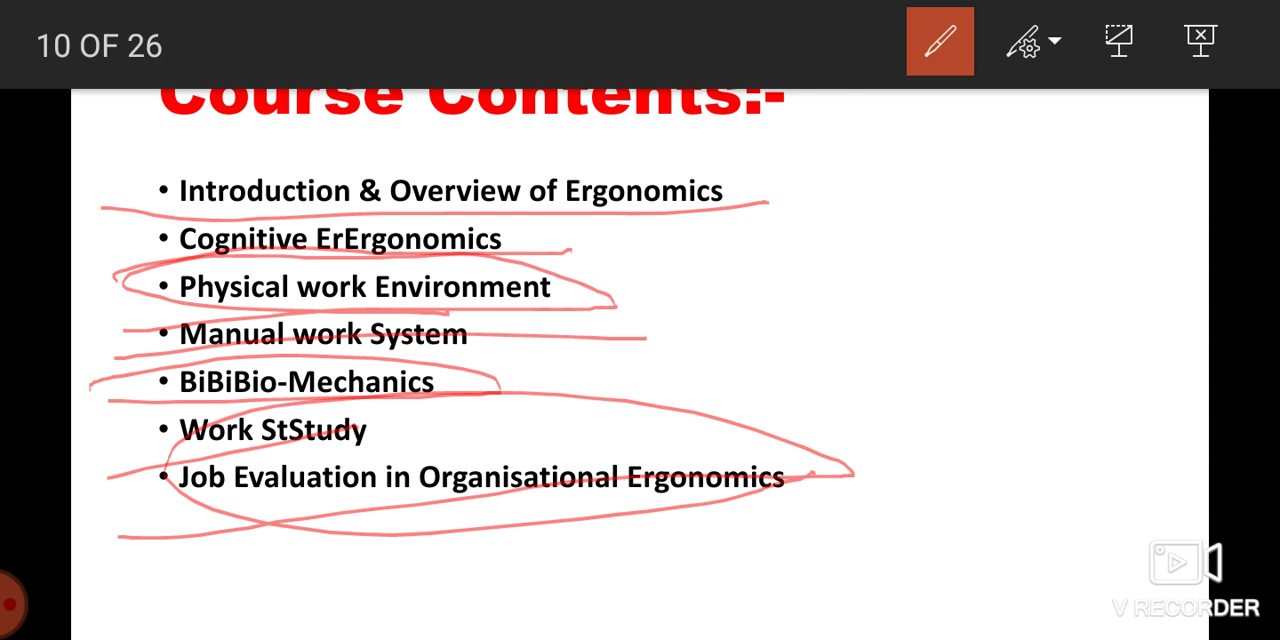 10 OF 26
Course Contents:-
• Introduction & Overview of Ergonomics
• Cognitive ErErgonomics
• Physical work Environment
• Manual work System
• BiBiBio-Mechanics
• Work StStudy
• Job Evaluation in Organisational Ergonomics
V RECORDER